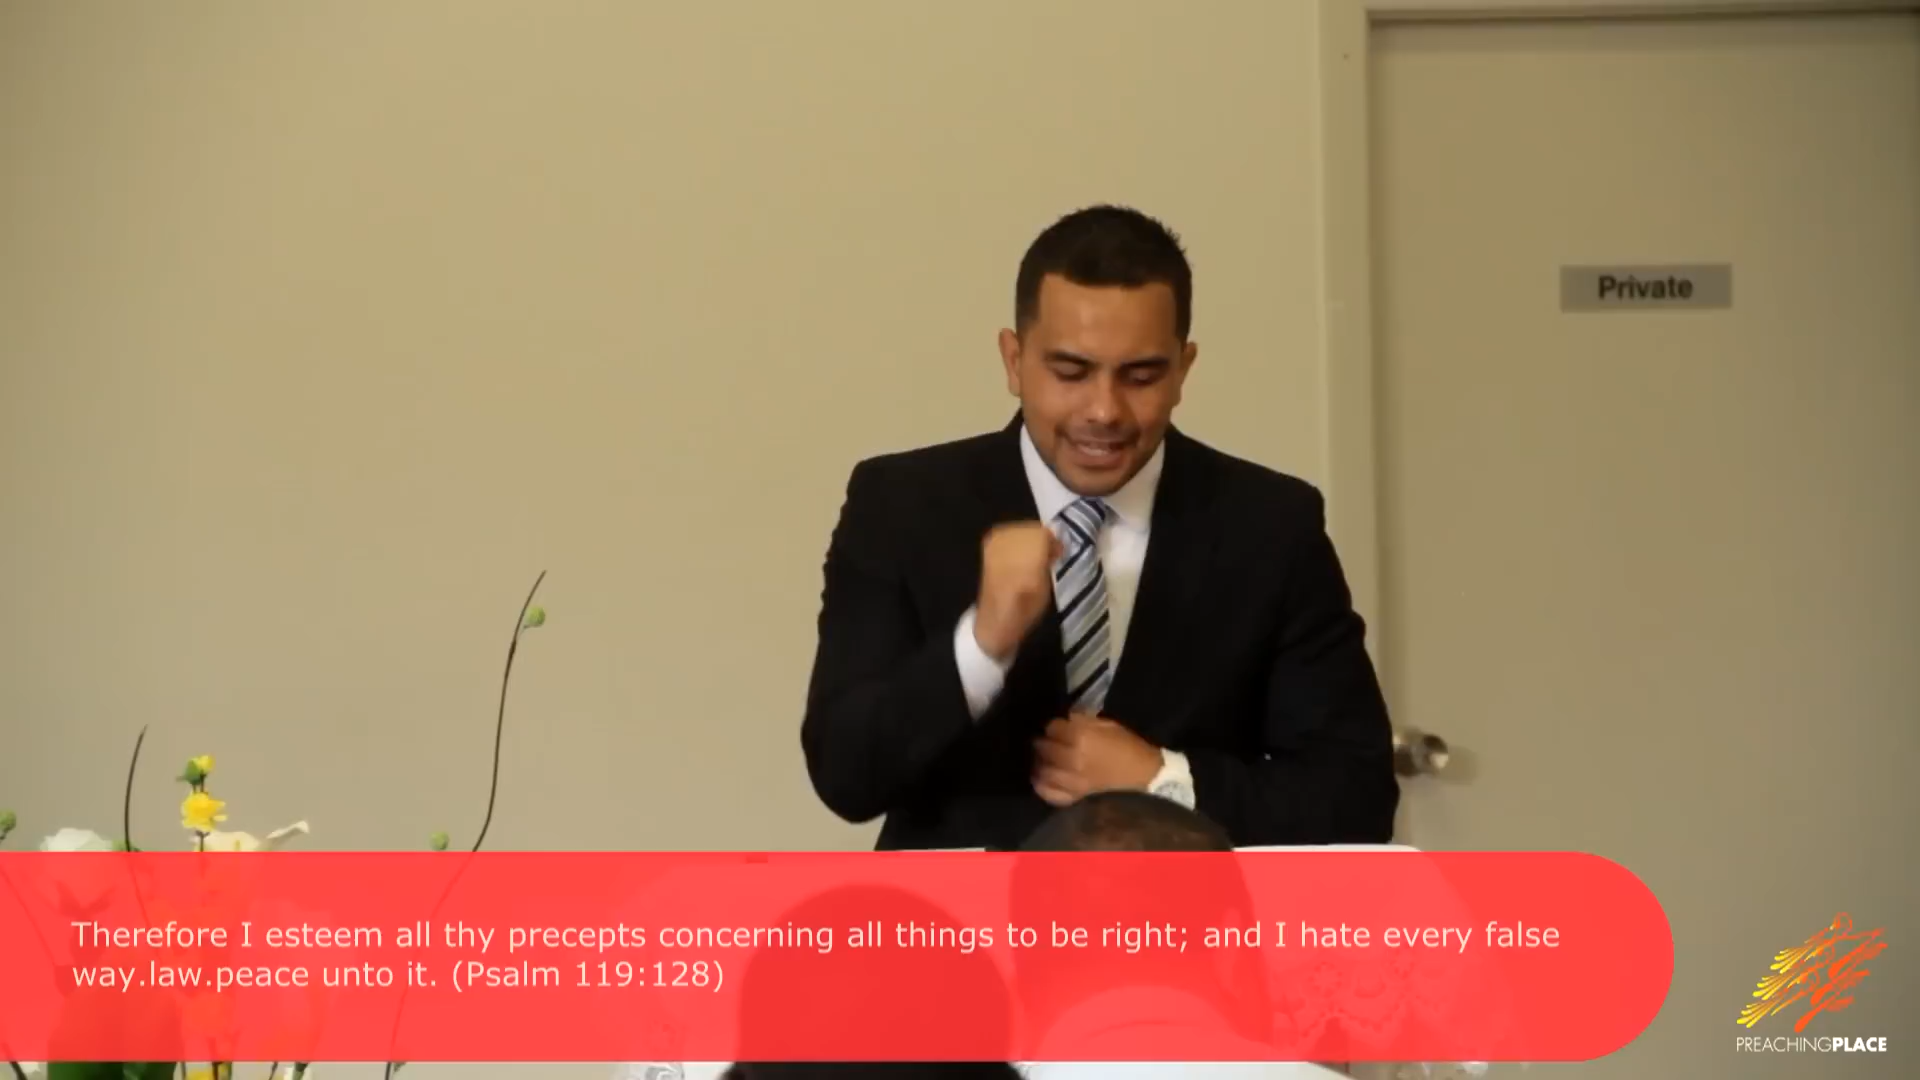 Private
Therefore I esteem all thy precepts concerning all things to be right; and I hate every false
way.law.peace unto it. (Psalm 119:128)
PREACHINGPLACE